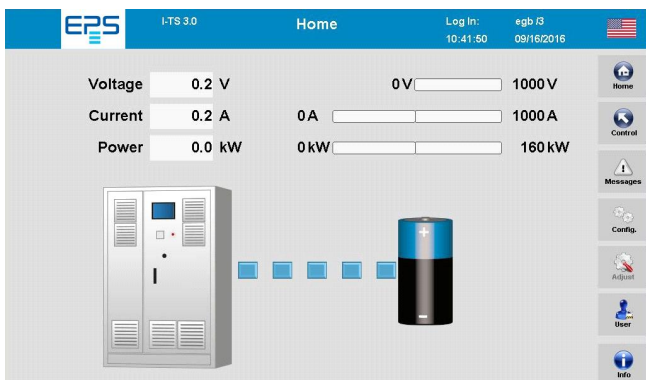 EPS
I-TS 3.0
Home
Log In:
egb /3
10:41:50
09/16/2016
Voltage 0.2 V
0 V 1000 V
Current 0.2 A
0 A 1000 A
Power 0.0 kW
0 kW 160 kW
Home
Control
Messages
Config.
Adjust
User
Info